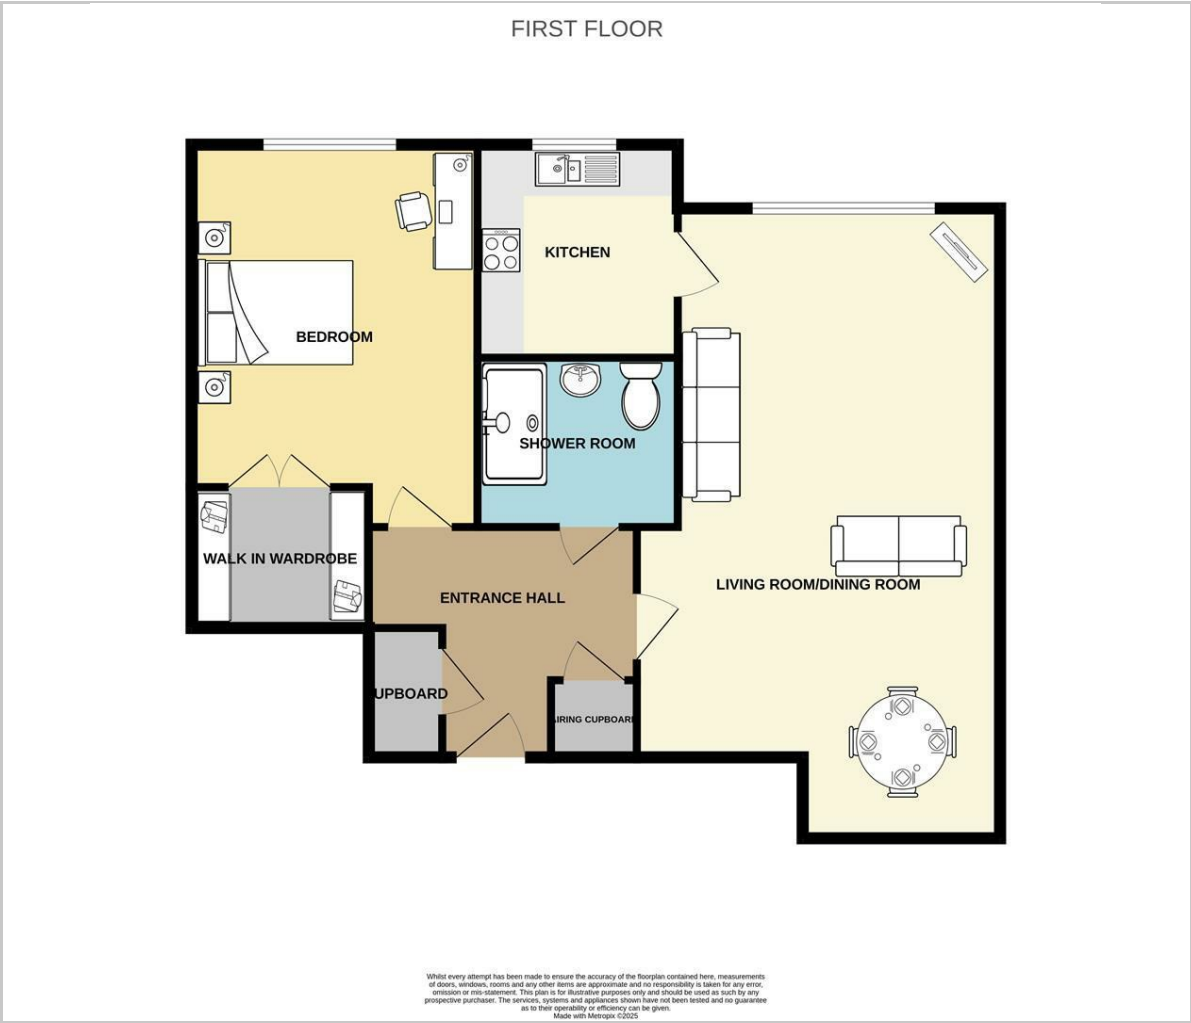 FIRST FLOOR
KITCHEN
BEDROOM
SHOWER ROOM
WALK IN WARDROBE
LIVING ROOM/DINING ROOM
ENTRANCE HALL
UPBOARD
AIRING CUPBOARD
Whilst every attempt has been made to ensure the accuracy of the floorplan contained here, measurements
of doors, windows, rooms and any other items are approximate and no responsibility is taken for any error,
omission or mis-statement. This plan is for illustrative purposes only and should be used as such by any
prospective purchaser. The services, systems and appliances shown have not been tested and no guarantee
as to their operability or efficiency can be given.
Made with Metropix ©2025